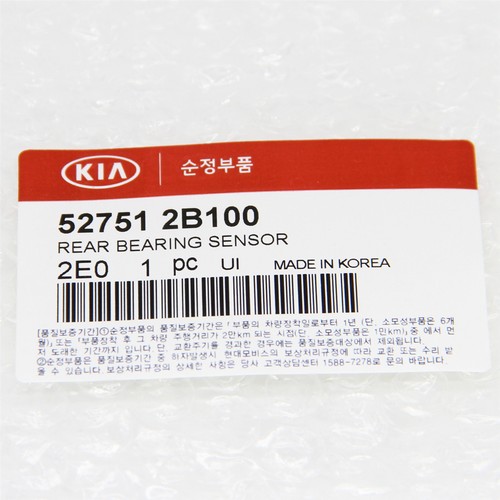 KIA 순정부품
52751 2B100
REAR BEARING SENSOR
2E0 1 pc UI MADE IN KOREA
[품질보증기간]①순정부품의 품질보증기간은 「부품의 차량장착일로부터 1년 (단, 소모성부품은 6개
월)」또는 「부품장착 후 그 차량 주행거리가 2만km 되는 시점(단, 소모성부품은 1만km)」중 에서 먼
저 도래한 기간까지 입니다. 단, 교환주기를 경과한 경우에는 품질보증대상에서 제외됩니다.
②순정부품은 품질보증기간 중 하자발생시 현대모비스의 보상처리규정에 따라 교환 또는 수리 받
을 수 있습니다. 보상처리규정의 상세한 사항은 당사 고객상담센터 1588-7278로 문의 바랍니다.